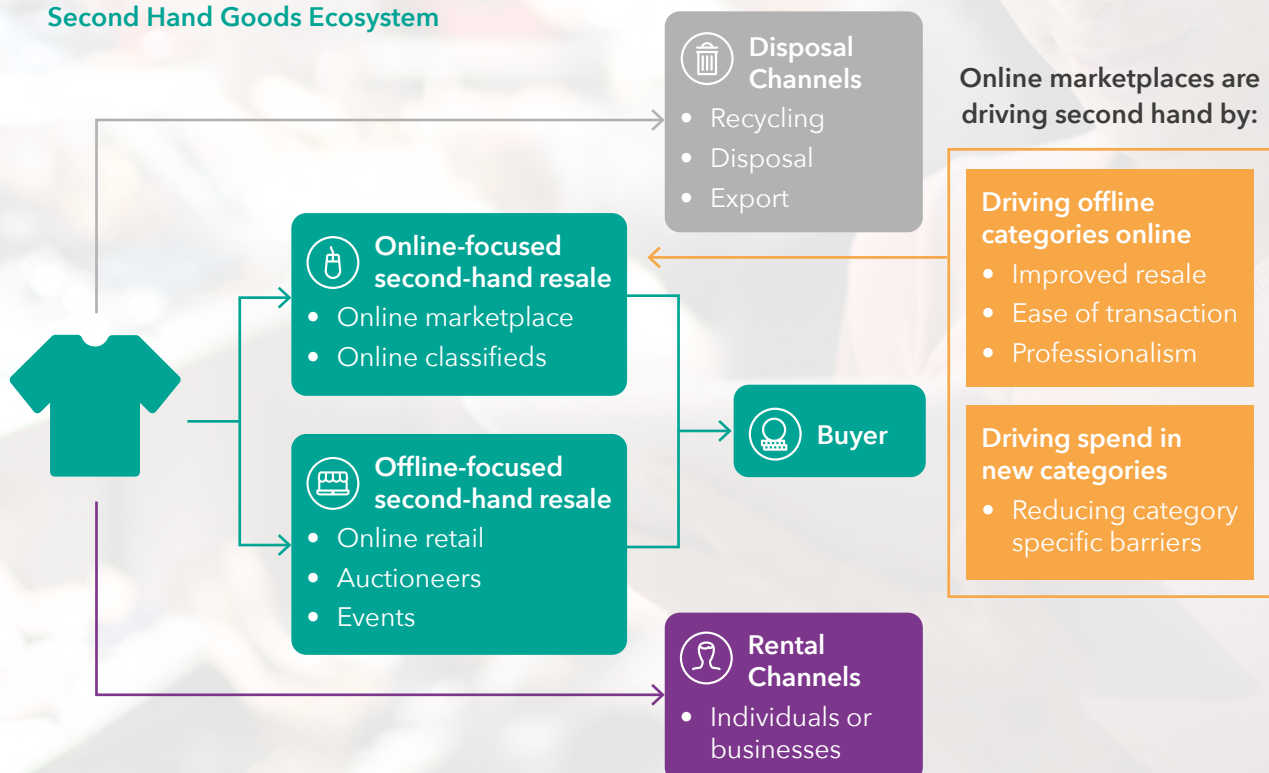 Second Hand Goods Ecosystem
Disposal
Channels
• Recycling
• Disposal
• Export
Online marketplaces are
driving second hand by:
Driving offline
categories online
• Improved resale
• Ease of transaction
• Professionalism
Driving spend in
new categories
• Reducing category
specific barriers
Online-focused
second-hand resale
• Online marketplace
• Online classifieds
Offline-focused
second-hand resale
• Online retail
• Auctioneers
• Events
Buyer
Rental
Channels
• Individuals or
businesses